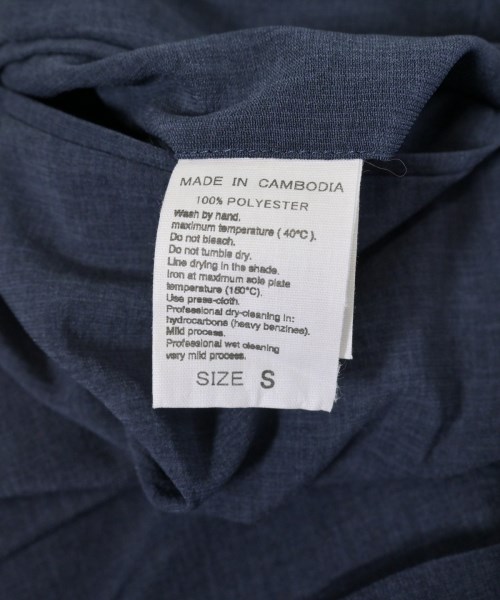 MADE IN CAMBODIA
100% POLYESTER
Wash by hand.
maximum temperature ( 40°C ).
Do not bleach.
Do not tumble dry.
Line drying in the shade.
Iron at maximum sole plate
temperature (150°C).
Use press-cloth.
Professional dry-cleaning in:
hydrocarbons (heavy benzines).
Mild process.
Professional wet cleaning
very mild process.
SIZE S